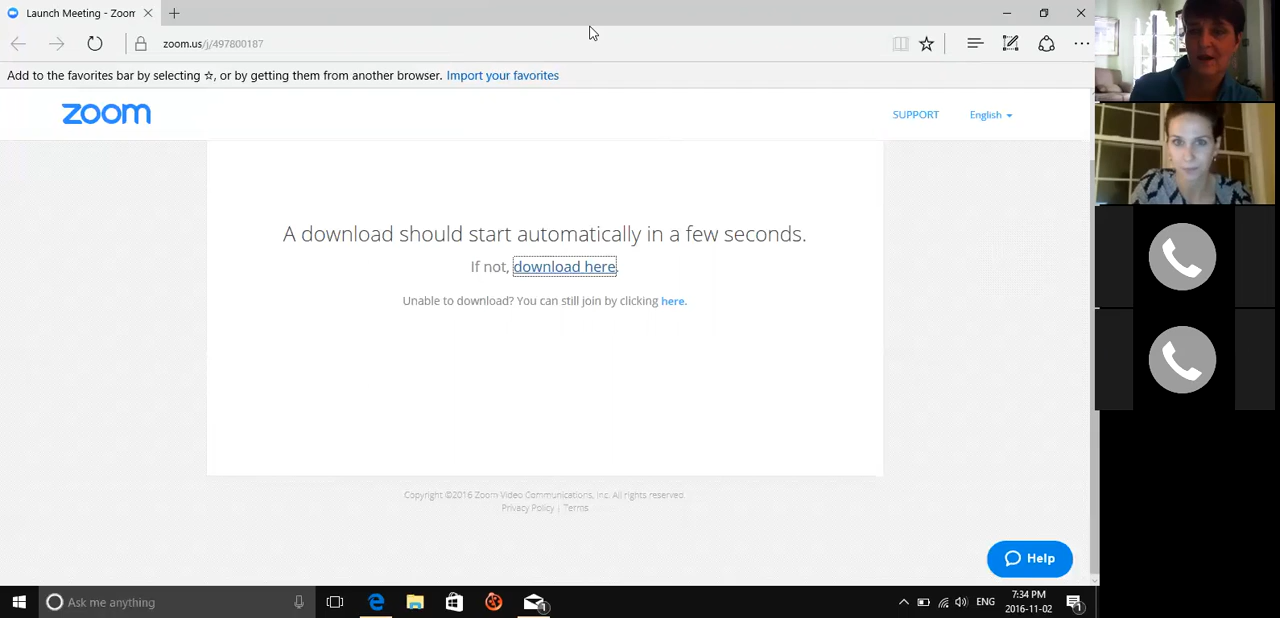 Launch Meeting - Zoom
zoom.us/j/497800187
Add to the favorites bar by selecting ☆, or by getting them from another browser. Import your favorites
zoom
SUPPORT
English
A download should start automatically in a few seconds.
If not, download here.
Unable to download? You can still join by clicking here.
Copyright ©2016 Zoom Video Communications, Inc. All rights reserved
Privacy Policy | Terms
Help
Ask me anything
1
ENG
7:34 PM
2016-11-02
1